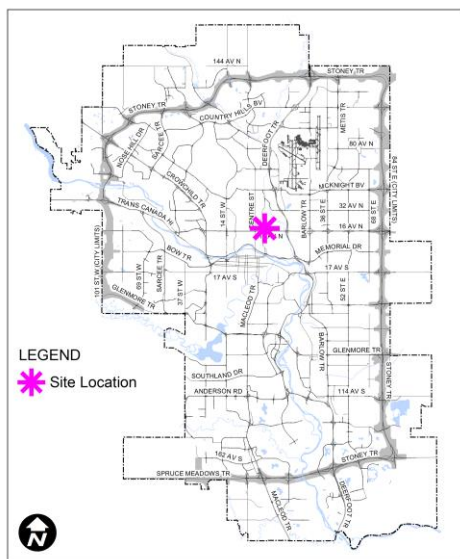 144 AV N
STONEY TR
STONEY TR
COUNTRY HILLS BV
METIS TR
NOSE HILL DR
SARCEE TR
DEERFOOT TR
80 AV N
CROWCHILD TR
MCKNIGHT BV
84 ST E (CITY LIMITS)
TRANS CANADA HI
14 ST W
CENTRE ST
BARLOW TR
36 ST E
32 AV N
68 ST E
16 AV N
MEMORIAL DR
BOW TR
101 ST W (CITY LIMITS)
69 ST W
SARCEE TR
37 ST W
17 AV S
17 AV S
52 ST E
GLENMORE TR
MACLEOD TR
BARLOW TR
GLENMORE TR
LEGEND
Site Location
SOUTHLAND DR
ANDERSON RD
114 AV S
STONEY TR
162 AV S
STONEY TR
SPRUCE MEADOWS TR
MACLEOD TR
DEERFOOT TR
N